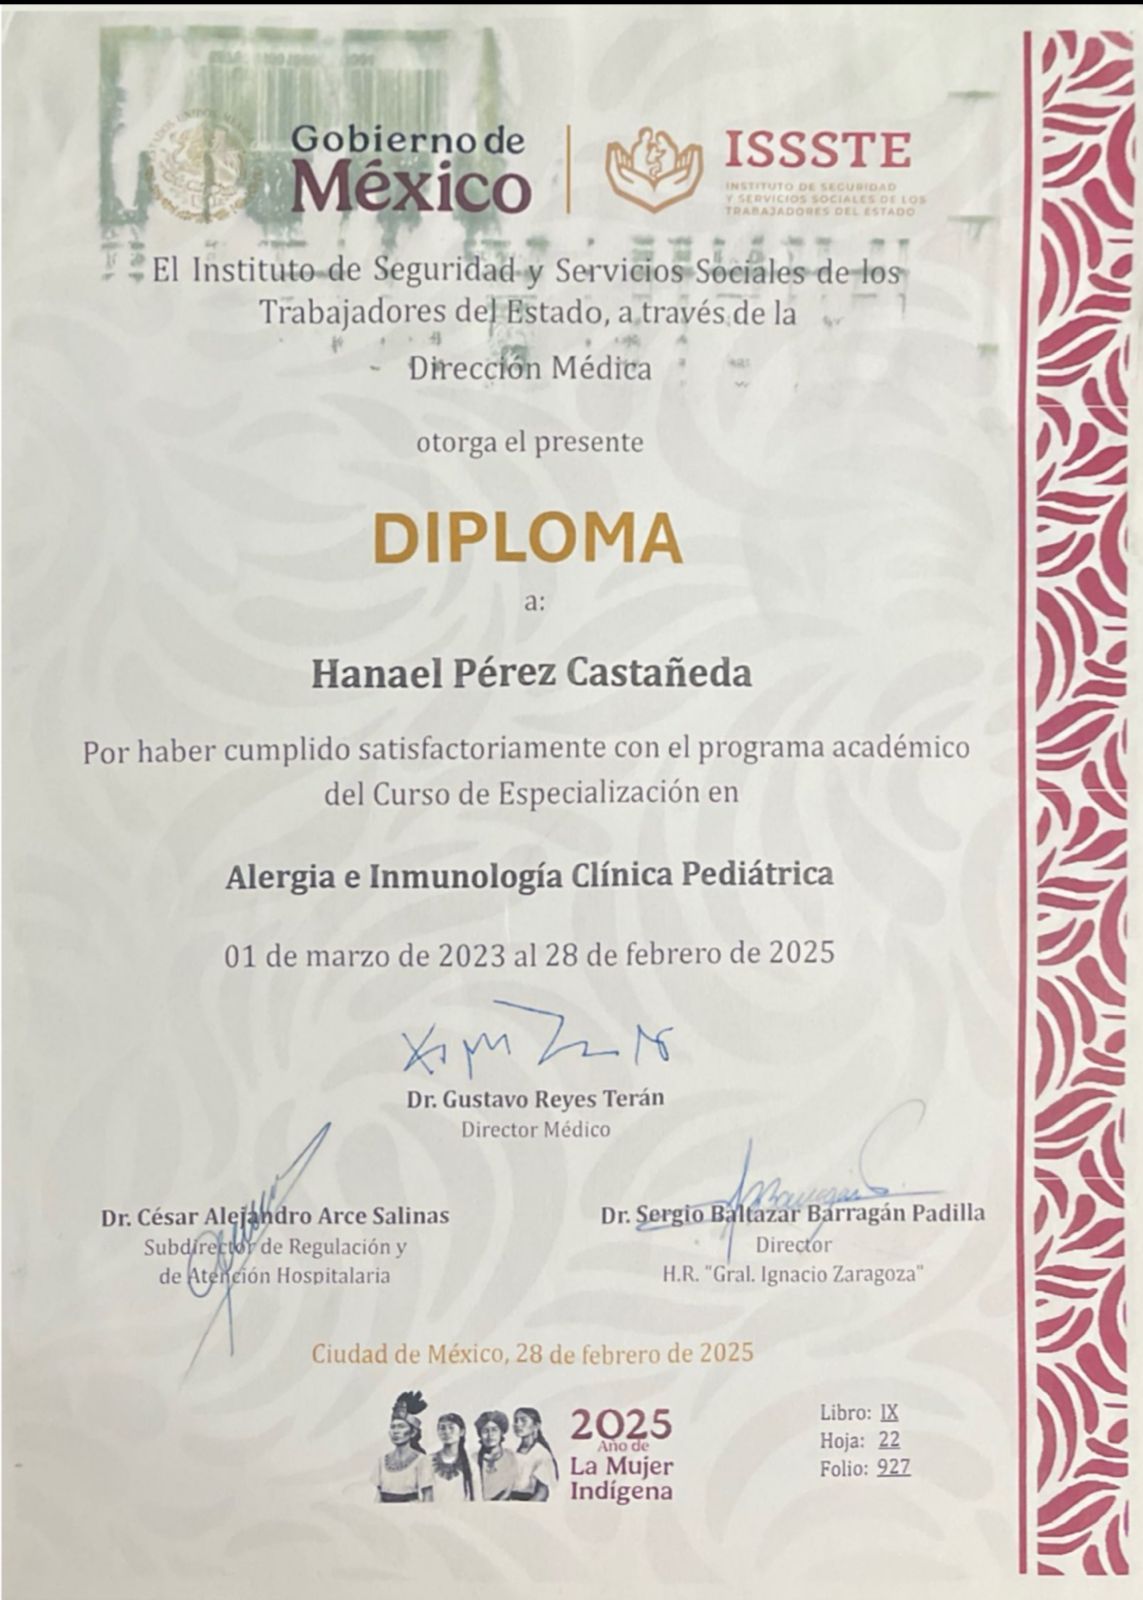 Gobierno de
México
ISSSTE
INSTITUTO DE SEGURIDAD
Y SERVICIOS SOCIALES DE LOS
TRABAJADORES DEL ESTADO
El Instituto de Seguridad y Servicios Sociales de los
Trabajadores del Estado, a través de la
Dirección Médica
otorga el presente
DIPLOMA
a:
Hanael Pérez Castañeda
Por haber cumplido satisfactoriamente con el programa académico
del Curso de Especialización en
Alergia e Inmunología Clínica Pediátrica
01 de marzo de 2023 al 28 de febrero de 2025
Dr. Gustavo Reyes Terán
Director Médico
Dr. César Alejandro Arce Salinas
Subdirector de Regulación y
de Atención Hospitalaria
Dr. Sergio Baltazar Barragán Padilla
Director
H.R. "Gral. Ignacio Zaragoza"
Ciudad de México, 28 de febrero de 2025
2025
Año de
La Mujer
Indígena
Libro: IX
Hoja: 22
Folio: 927